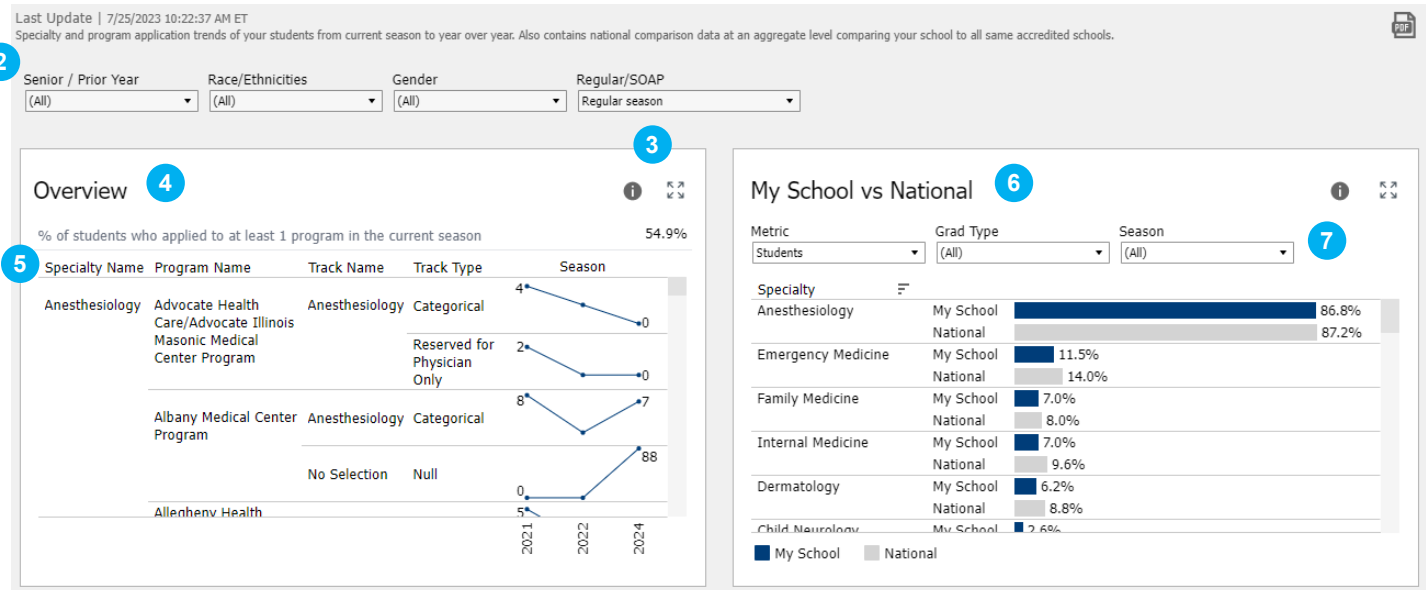 Last Update | 7/25/2023 10:22:37 AM ET
PDF
Specialty and program application trends of your students from current season to year over year. Also contains national comparison data at an aggregate level comparing your school to all same accredited schools.
2
Senior / Prior Year Race/Ethnicities Gender Regular/SOAP
(All) (All) (All) Regular season
3
Overview 4
% of students who applied to at least 1 program in the current season 54.9%
5
Specialty Name Program Name Track Name Track Type Season
Anesthesiology Advocate Health
Care/Advocate Illinois
Masonic Medical
Center Program
Anesthesiology Categorical
4 0
Reserved for
Physician
Only
2 0
Albany Medical Center
Program
Anesthesiology Categorical
8 7
No Selection Null
0 88
Allegheny Health
5
2021 2022 2024
My School vs National 6
Metric Grad Type Season
Students (All) (All)
7
Specialty
Anesthesiology My School 86.8%
National 87.2%
Emergency Medicine My School 11.5%
National 14.0%
Family Medicine My School 7.0%
National 8.0%
Internal Medicine My School 7.0%
National 9.6%
Dermatology My School 6.2%
National 8.8%
Child Neurology My School 2.6%
My School National